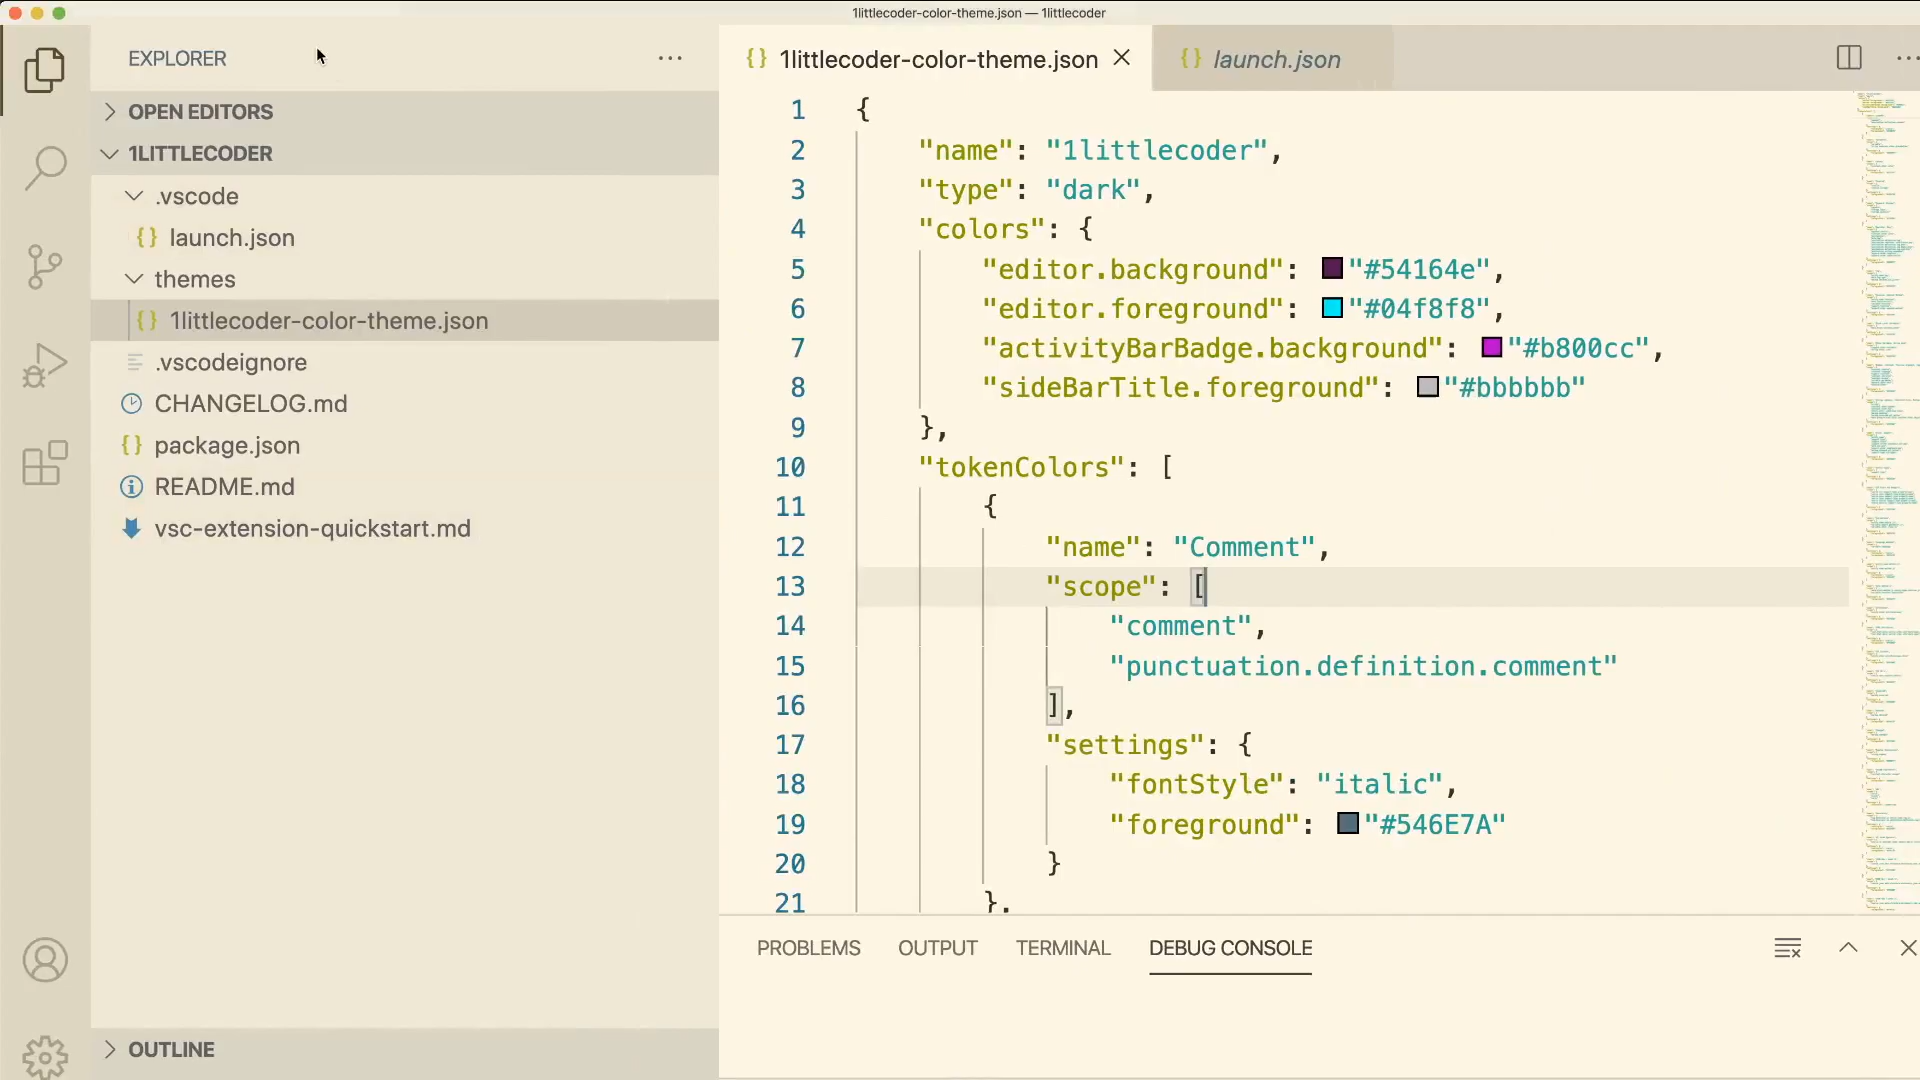 1littlecoder-color-theme.json — 1littlecoder
EXPLORER
OPEN EDITORS
1LITTLECODER
.vscode
launch.json
themes
1littlecoder-color-theme.json
.vscodeignore
CHANGELOG.md
package.json
README.md
vsc-extension-quickstart.md
OUTLINE
1littlecoder-color-theme.json
launch.json
1 {
2 "name": "1littlecoder",
3 "type": "dark",
4 "colors": {
5 "editor.background": "#54164e",
6 "editor.foreground": "#04f8f8",
7 "activityBarBadge.background": "#b800cc",
8 "sideBarTitle.foreground": "#bbbbbb"
9 },
10 "tokenColors": [
11 {
12 "name": "Comment",
13 "scope": [
14 "comment",
15 "punctuation.definition.comment"
16 ],
17 "settings": {
18 "fontStyle": "italic",
19 "foreground": "#546E7A"
20 }
21 },
PROBLEMS OUTPUT TERMINAL DEBUG CONSOLE